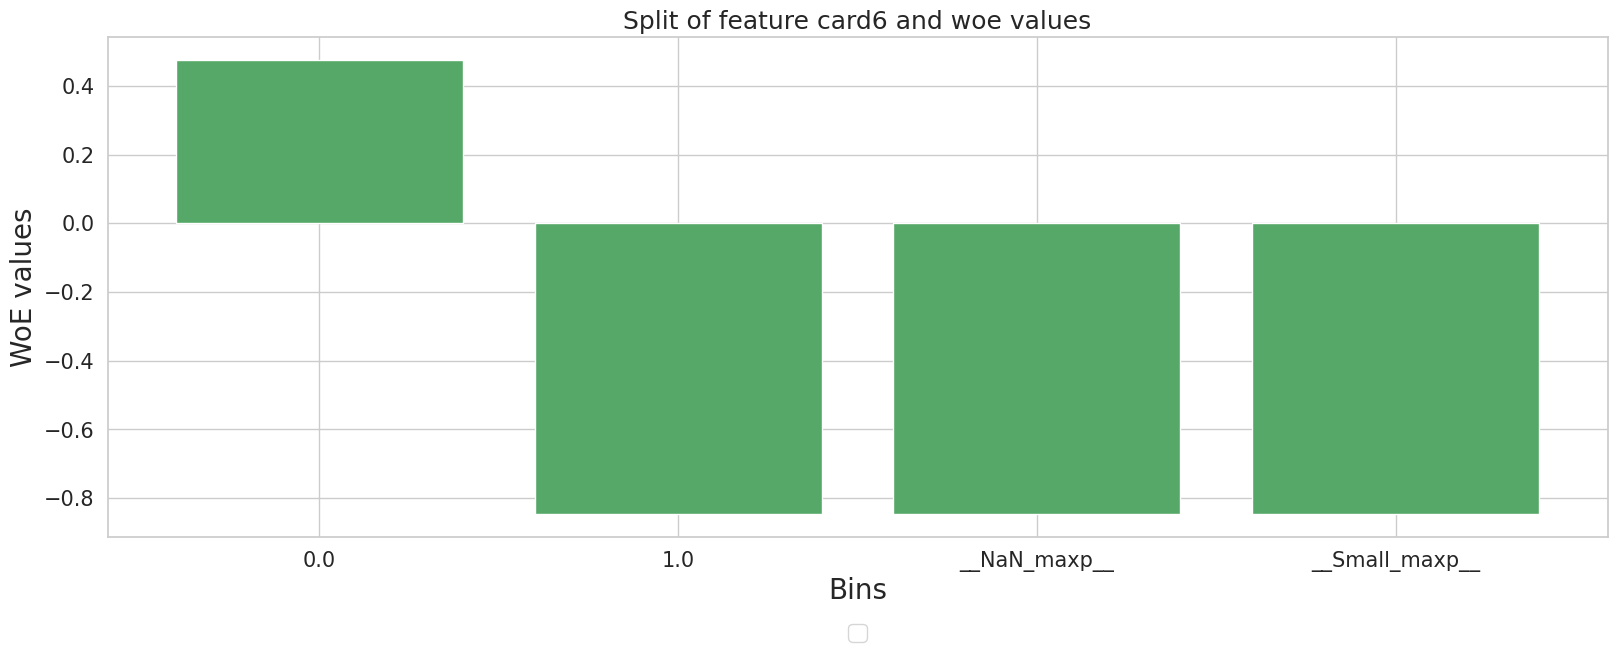 Split of feature card6 and woe values
WoE values
0.4
0.2
0.0
−0.2
−0.4
−0.6
−0.8
0.0
1.0
__NaN_maxp__
__Small_maxp__
Bins